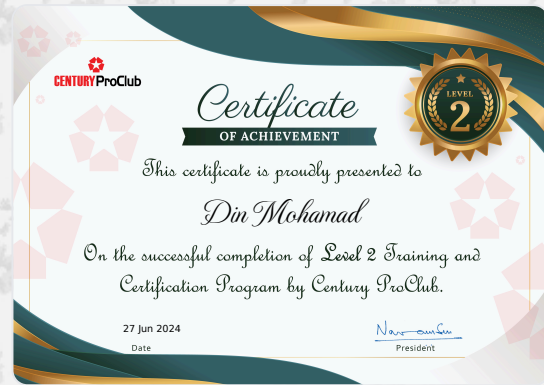 CENTURY ProClub
Certificate
OF ACHIEVEMENT
LEVEL
2
This certificate is proudly presented to
Din Mohamad
On the successful completion of Level 2 Training and
Certification Program by Century ProClub.
27 Jun 2024
Date
President